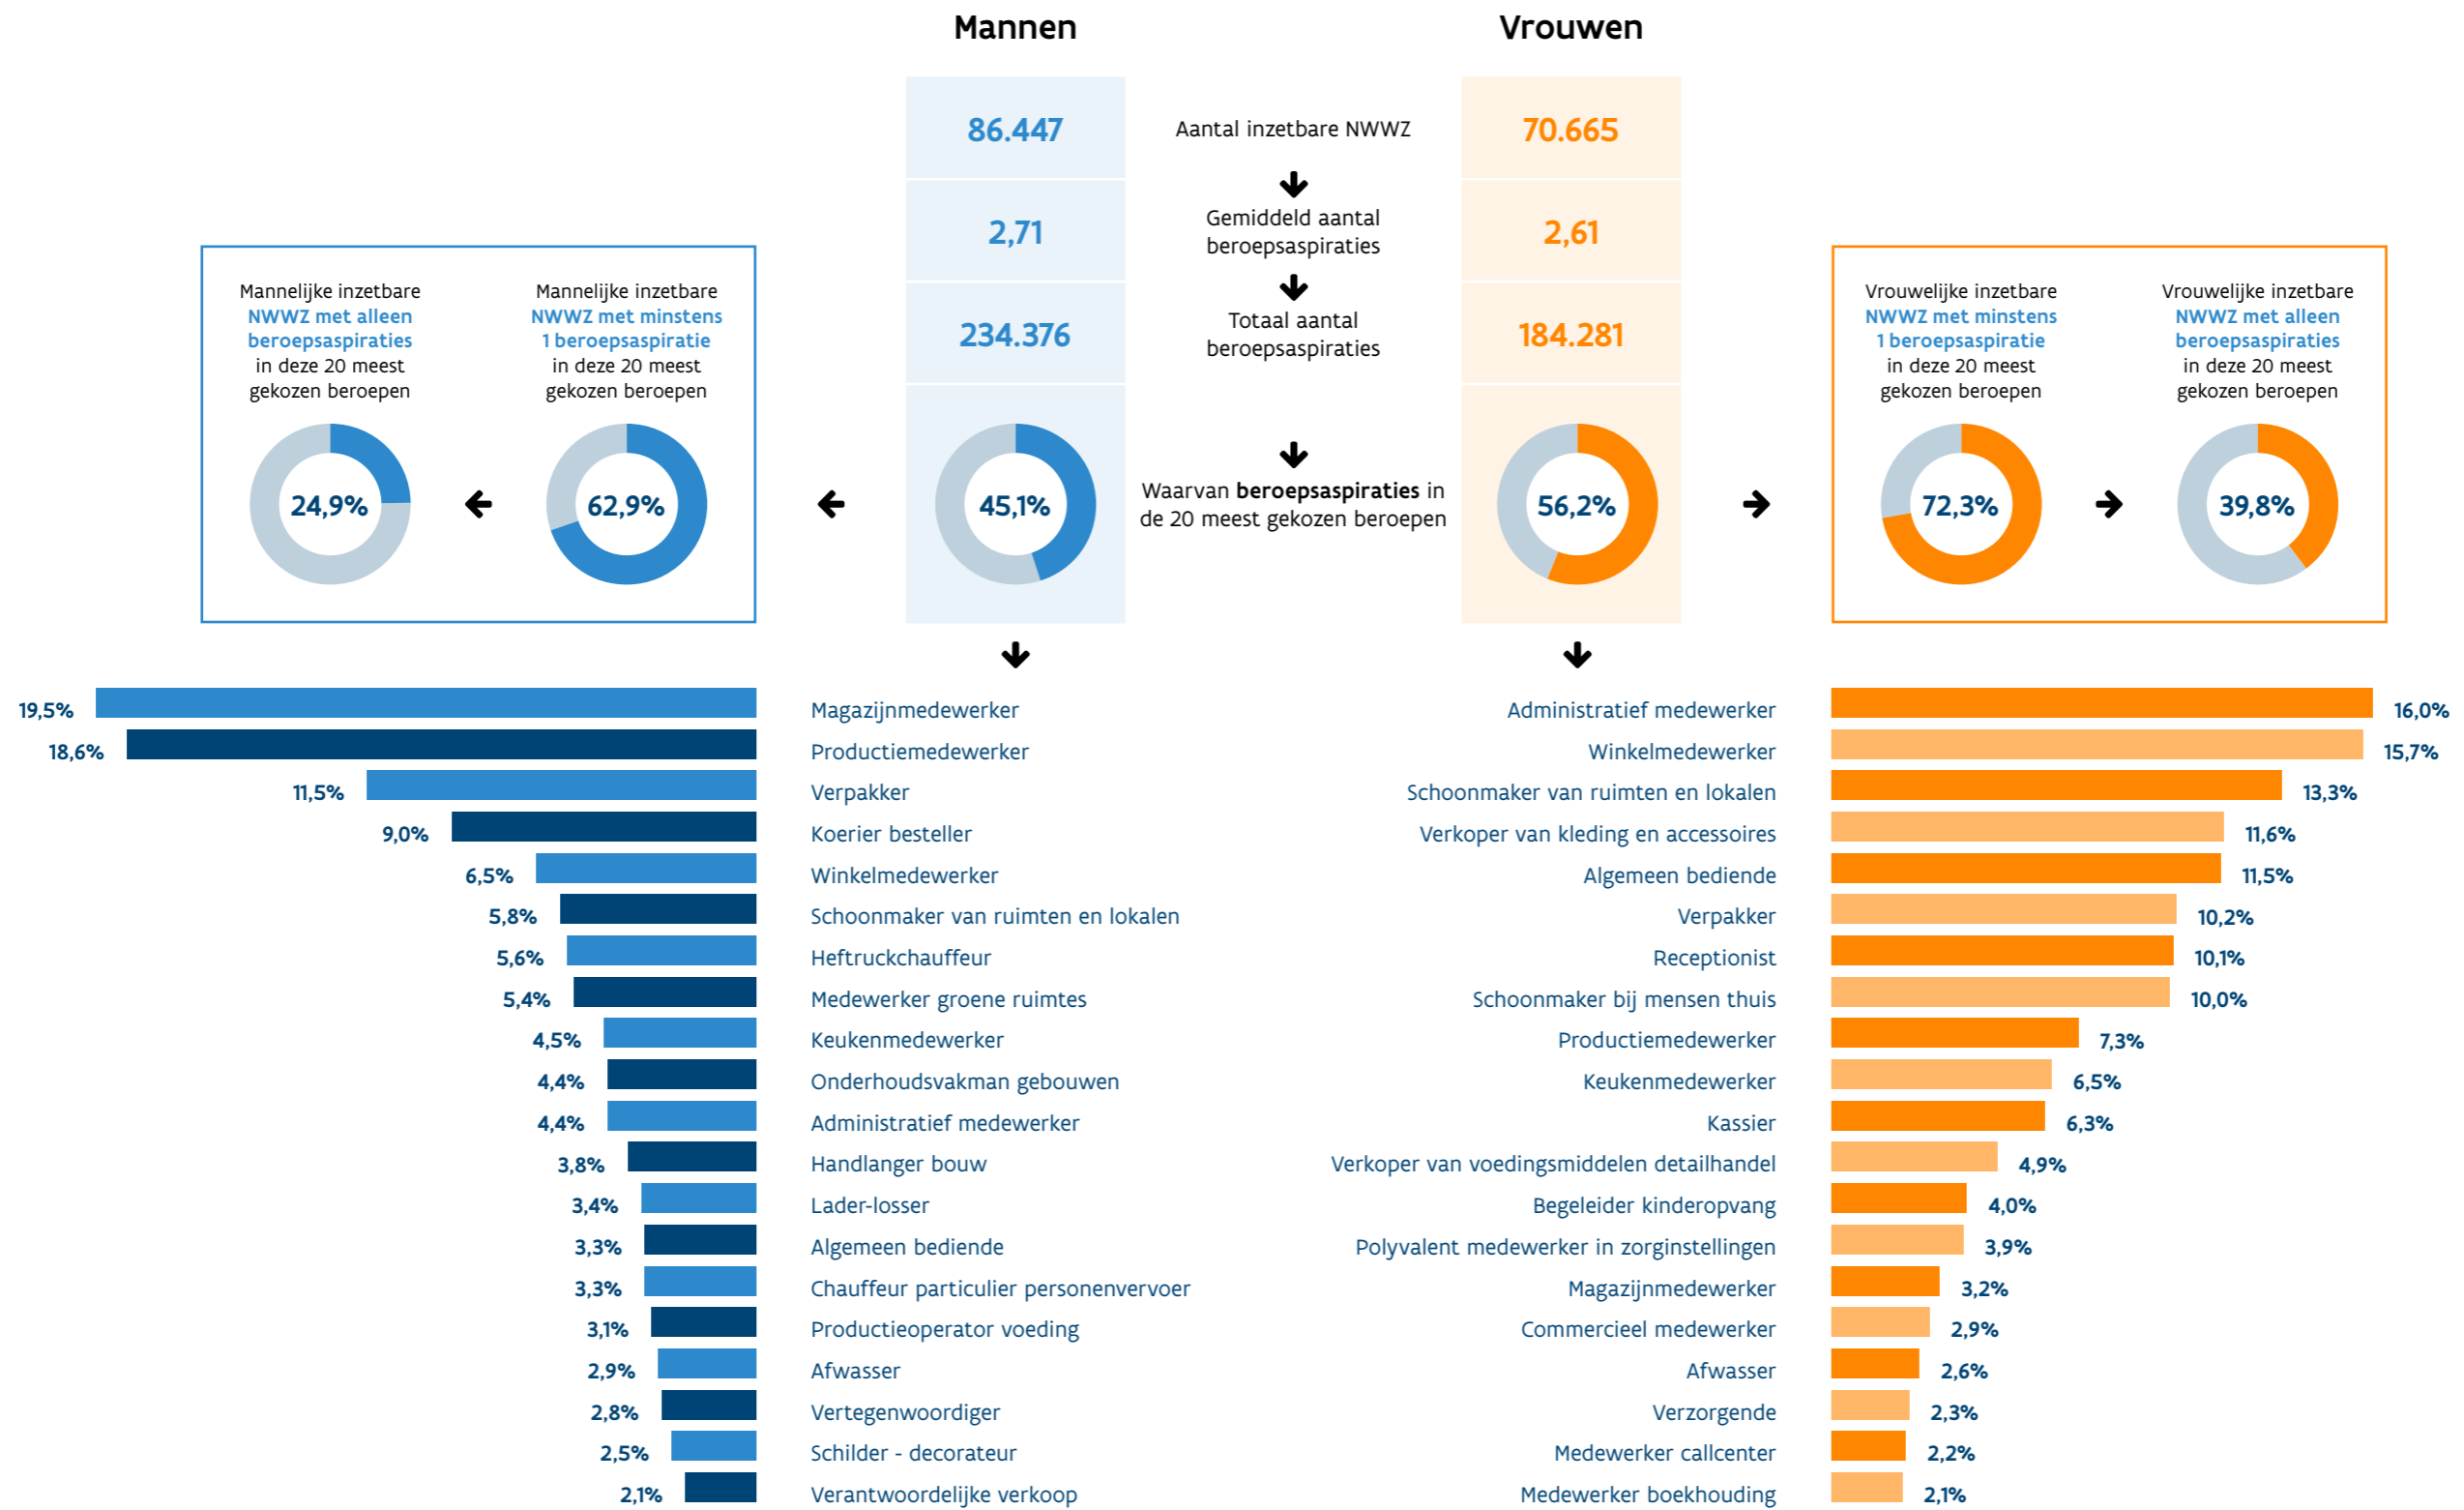 Mannen
Vrouwen
86.447
Aantal inzetbare NWWZ
70.665
2,71
Gemiddeld aantal
beroepsaspiraties
2,61
234.376
Totaal aantal
beroepsaspiraties
184.281
Mannelijke inzetbare
NWWZ met alleen
beroepsaspiraties
in deze 20 meest
gekozen beroepen
24,9%
Mannelijke inzetbare
NWWZ met minstens
1 beroepsaspiratie
in deze 20 meest
gekozen beroepen
62,9%
45,1%
Waarvan beroepsaspiraties in
de 20 meest gekozen beroepen
56,2%
Vrouwelijke inzetbare
NWWZ met minstens
1 beroepsaspiratie
in deze 20 meest
gekozen beroepen
72,3%
Vrouwelijke inzetbare
NWWZ met alleen
beroepsaspiraties
in deze 20 meest
gekozen beroepen
39,8%
19,5% Magazijnmedewerker
18,6% Productiemedewerker
11,5% Verpakker
9,0% Koerier besteller
6,5% Winkelmedewerker
5,8% Schoonmaker van ruimten en lokalen
5,6% Heftruckchauffeur
5,4% Medewerker groene ruimtes
4,5% Keukenmedewerker
4,4% Onderhoudsvakman gebouwen
4,4% Administratief medewerker
3,8% Handlanger bouw
3,4% Lader-losser
3,3% Algemeen bediende
3,3% Chauffeur particulier personenvervoer
3,1% Productieoperator voeding
2,9% Afwasser
2,8% Vertegenwoordiger
2,5% Schilder - decorateur
2,1% Verantwoordelijke verkoop
Administratief medewerker 16,0%
Winkelmedewerker 15,7%
Schoonmaker van ruimten en lokalen 13,3%
Verkoper van kleding en accessoires 11,6%
Algemeen bediende 11,5%
Verpakker 10,2%
Receptionist 10,1%
Schoonmaker bij mensen thuis 10,0%
Productiemedewerker 7,3%
Keukenmedewerker 6,5%
Kassier 6,3%
Verkoper van voedingsmiddelen detailhandel 4,9%
Begeleider kinderopvang 4,0%
Polyvalent medewerker in zorginstellingen 3,9%
Magazijnmedewerker 3,2%
Commercieel medewerker 2,9%
Afwasser 2,6%
Verzorgende 2,3%
Medewerker callcenter 2,2%
Medewerker boekhouding 2,1%